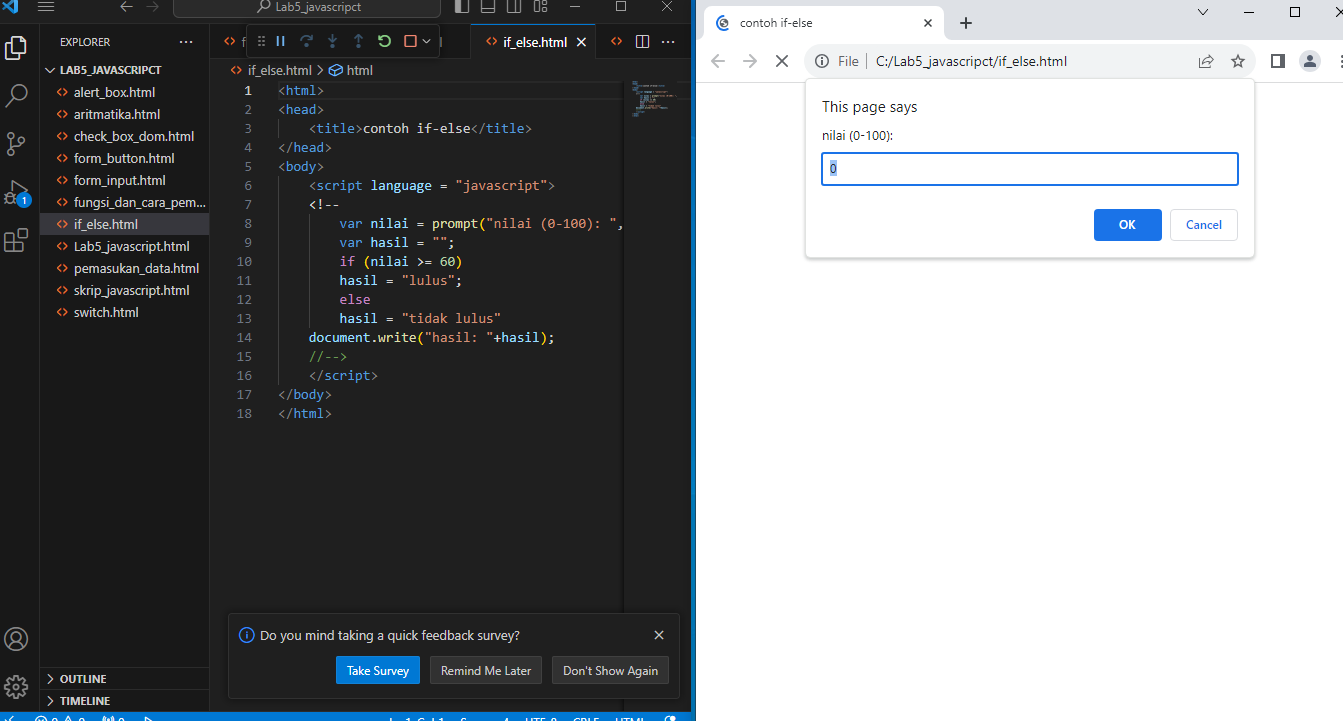 Lab5_javascripct
EXPLORER
LAB5_JAVASCRIPCT
alert_box.html
aritmatika.html
check_box_dom.html
form_button.html
form_input.html
fungsi_dan_cara_pem...
if_else.html
Lab5_javascript.html
pemasukan_data.html
skrip_javascript.html
switch.html
OUTLINE
TIMELINE
1
if_else.html
if_else.html > html
1 <html>
2 <head>
3 <title>contoh if-else</title>
4 </head>
5 <body>
6 <script language = "javascript">
7 <!--
8 var nilai = prompt("nilai (0-100): ",
9 var hasil = "";
10 if (nilai >= 60)
11 hasil = "lulus";
12 else
13 hasil = "tidak lulus"
14 document.write("hasil: "+hasil);
15 //-->
16 </script>
17 </body>
18 </html>
Do you mind taking a quick feedback survey?
Take Survey
Remind Me Later
Don't Show Again
contoh if-else
File
C:/Lab5_javascripct/if_else.html
This page says
nilai (0-100):
0
OK
Cancel